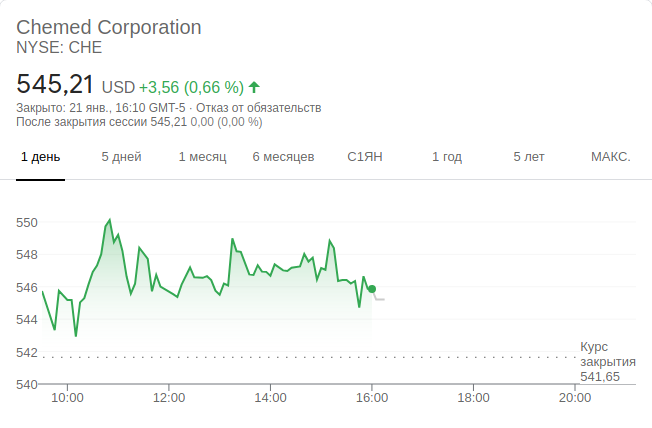 Chemed Corporation
NYSE: CHE
545,21 USD +3,56 (0,66 %)
Закрыто: 21 янв., 16:10 GMT-5 · Отказ от обязательств
После закрытия сессии 545,21 0,00 (0,00 %)
1 день 5 дней 1 месяц 6 месяцев С1ЯН 1 год 5 лет МАКС.
550
548
546
544
542
540
Курс
закрытия
541,65
10:00 12:00 14:00 16:00 18:00 20:00